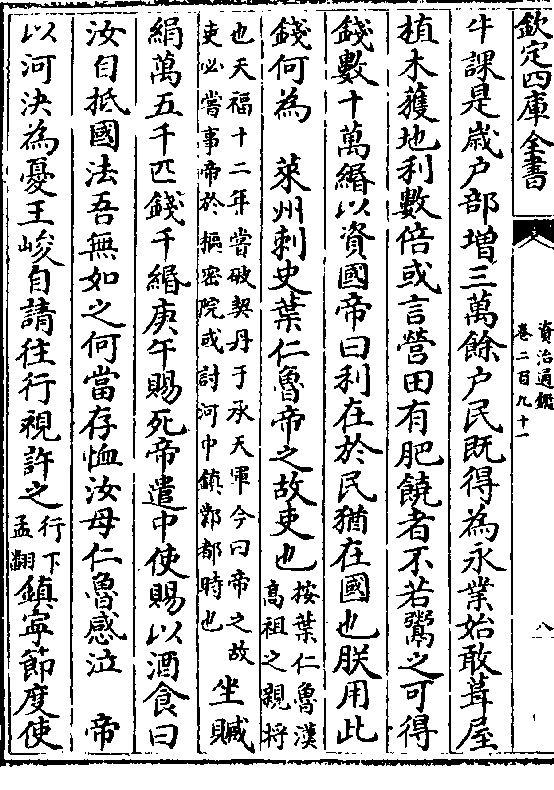 欽定四庫全書
資治通鑑
卷二百九十一
八
牛課是歲户部增三萬餘户民既得為永業始敢葺屋
植木蓷地利數倍或言營田有肥饒者不若鬻之可得
錢數十萬緡以資國帝曰利在於民猶在國也朕用此
錢何為　萊州刺史葉仁魯帝之故吏也按葉仁魯漢
高祖之親將
也天福十二年嘗破契丹于承天軍今曰帝之故
吏必嘗事帝於樞密院或討河中鎮鄴都時也坐贓
絹萬五千匹錢千緡庚午賜死帝遣中使賜以酒食曰
汝自抵國法吾無如之何當存恤汝母仁魯感泣　帝
以河決為憂王峻自請往行視許之行下
孟翻鎮寧節度使